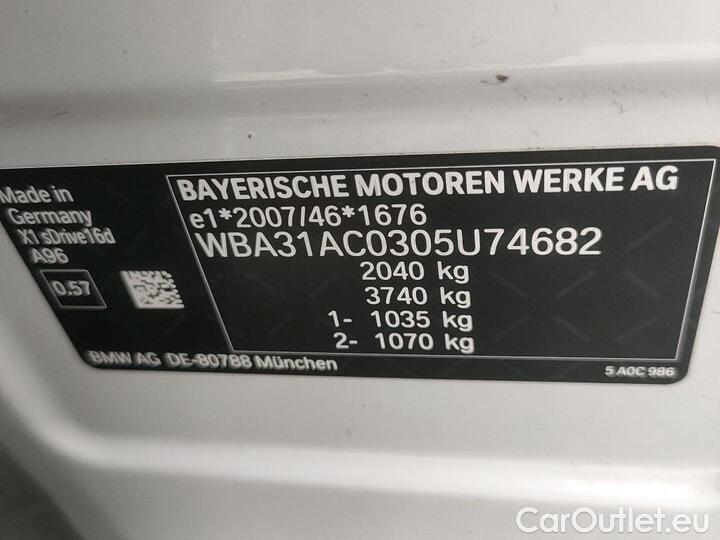 Made in
Germany
X1 sDrive16d
A96
0.57
BAYERISCHE MOTOREN WERKE AG
e1*2007/46*1676
WBA31AC0305U74682
2040 kg
3740 kg
1- 1035 kg
2- 1070 kg
BMW AG DE-80788 München
5 A0C 986
CarOutlet.eu